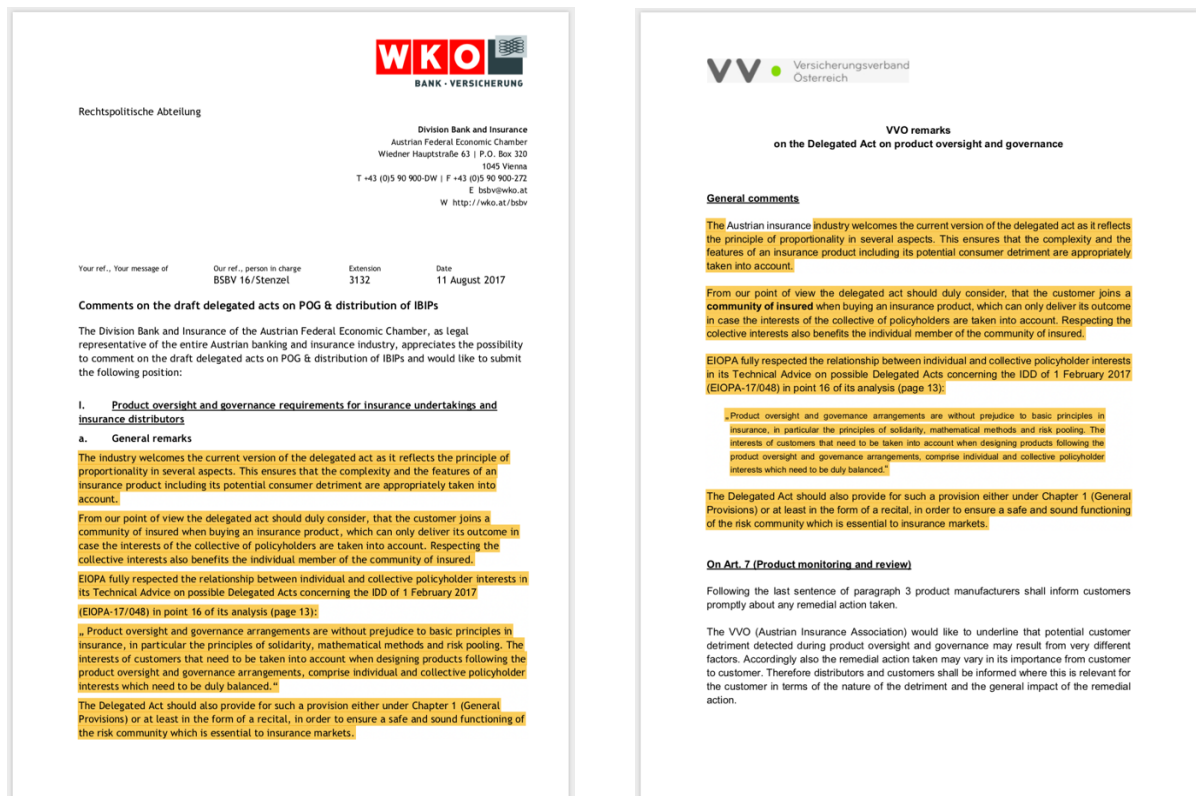 WKO
BANK · VERSICHERUNG
Rechtspolitische Abteilung
Division Bank and Insurance
Austrian Federal Economic Chamber
Wiedner Hauptstraße 63 | P.O. Box 320
1045 Vienna
T +43 (0)5 90 900-DW | F +43 (0)5 90 900-272
E bsbv@wko.at
W http://wko.at/bsbv
Your ref., Your message of
Our ref., person in charge
Extension
Date
BSBV 16/Stenzel
3132
11 August 2017
Comments on the draft delegated acts on POG & distribution of IBIPs
The Division Bank and Insurance of the Austrian Federal Economic Chamber, as legal
representative of the entire Austrian banking and insurance industry, appreciates the possibility
to comment on the draft delegated acts on POG & distribution of IBIPs and would like to submit
the following position:
I. Product oversight and governance requirements for insurance undertakings and
insurance distributors
a. General remarks
The industry welcomes the current version of the delegated act as it reflects the principle of
proportionality in several aspects. This ensures that the complexity and the features of an
insurance product including its potential consumer detriment are appropriately taken into
account.
From our point of view the delegated act should duly consider, that the customer joins a
community of insured when buying an insurance product, which can only deliver its outcome in
case the interests of the collective of policyholders are taken into account. Respecting the
collective interests also benefits the individual member of the community of insured.
EIOPA fully respected the relationship between individual and collective policyholder interests in
its Technical Advice on possible Delegated Acts concerning the IDD of 1 February 2017
(EIOPA-17/048) in point 16 of its analysis (page 13):
„ Product oversight and governance arrangements are without prejudice to basic principles in
insurance, in particular the principles of solidarity, mathematical methods and risk pooling. The
interests of customers that need to be taken into account when designing products following the
product oversight and governance arrangements, comprise individual and collective policyholder
interests which need to be duly balanced.“
The Delegated Act should also provide for such a provision either under Chapter 1 (General
Provisions) or at least in the form of a recital, in order to ensure a safe and sound functioning of
the risk community which is essential to insurance markets.
VV
Versicherungsverband
Österreich
VVO remarks
on the Delegated Act on product oversight and governance
General comments
The Austrian insurance industry welcomes the current version of the delegated act as it reflects
the principle of proportionality in several aspects. This ensures that the complexity and the
features of an insurance product including its potential consumer detriment are appropriately
taken into account.
From our point of view the delegated act should duly consider, that the customer joins a
community of insured when buying an insurance product, which can only deliver its outcome
in case the interests of the collective of policyholders are taken into account. Respecting the
colective interests also benefits the individual member of the community of insured.
EIOPA fully respected the relationship between individual and collective policyholder interests
in its Technical Advice on possible Delegated Acts concerning the IDD of 1 February 2017
(EIOPA-17/048) in point 16 of its analysis (page 13):
„Product oversight and governance arrangements are without prejudice to basic principles in
insurance, in particular the principles of solidarity, mathematical methods and risk pooling. The
interests of customers that need to be taken into account when designing products following the
product oversight and governance arrangements, comprise individual and collective policyholder
interests which need to be duly balanced.“
The Delegated Act should also provide for such a provision either under Chapter 1 (General
Provisions) or at least in the form of a recital, in order to ensure a safe and sound functioning
of the risk community which is essential to insurance markets.
On Art. 7 (Product monitoring and review)
Following the last sentence of paragraph 3 product manufacturers shall inform customers
promptly about any remedial action taken.
The VVO (Austrian Insurance Association) would like to underline that potential customer
detriment detected during product oversight and governance may result from very different
factors. Accordingly also the remedial action taken may vary in its importance from customer
to customer. Therefore distributors and customers shall be informed where this is relevant for
the customer in terms of the nature of the detriment and the general impact of the remedial
action.